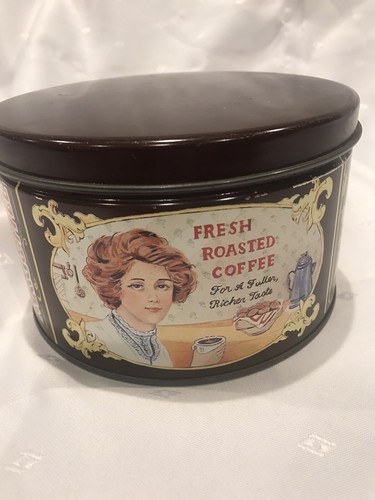 FRESH
ROASTED
COFFEE
For A Fuller,
Richer Taste